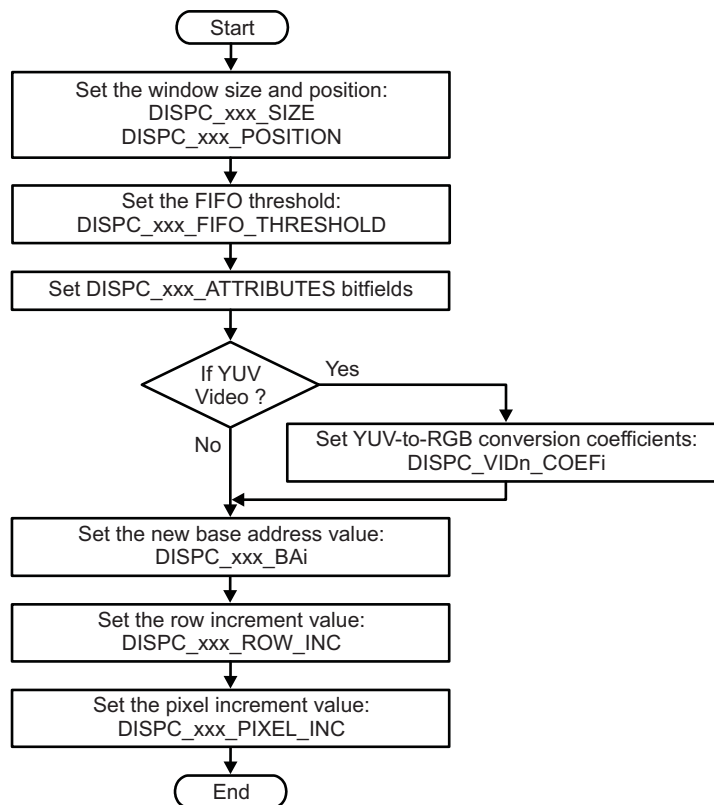 Start
Set the window size and position:
DISPC_xxx_SIZE
DISPC_xxx_POSITION
Set the FIFO threshold:
DISPC_xxx_FIFO_THRESHOLD
Set DISPC_xxx_ATTRIBUTES bitfields
If YUV
Video ?
Yes
No
Set YUV-to-RGB conversion coefficients:
DISPC_VIDn_COEFi
Set the new base address value:
DISPC_xxx_BAi
Set the row increment value:
DISPC_xxx_ROW_INC
Set the pixel increment value:
DISPC_xxx_PIXEL_INC
End